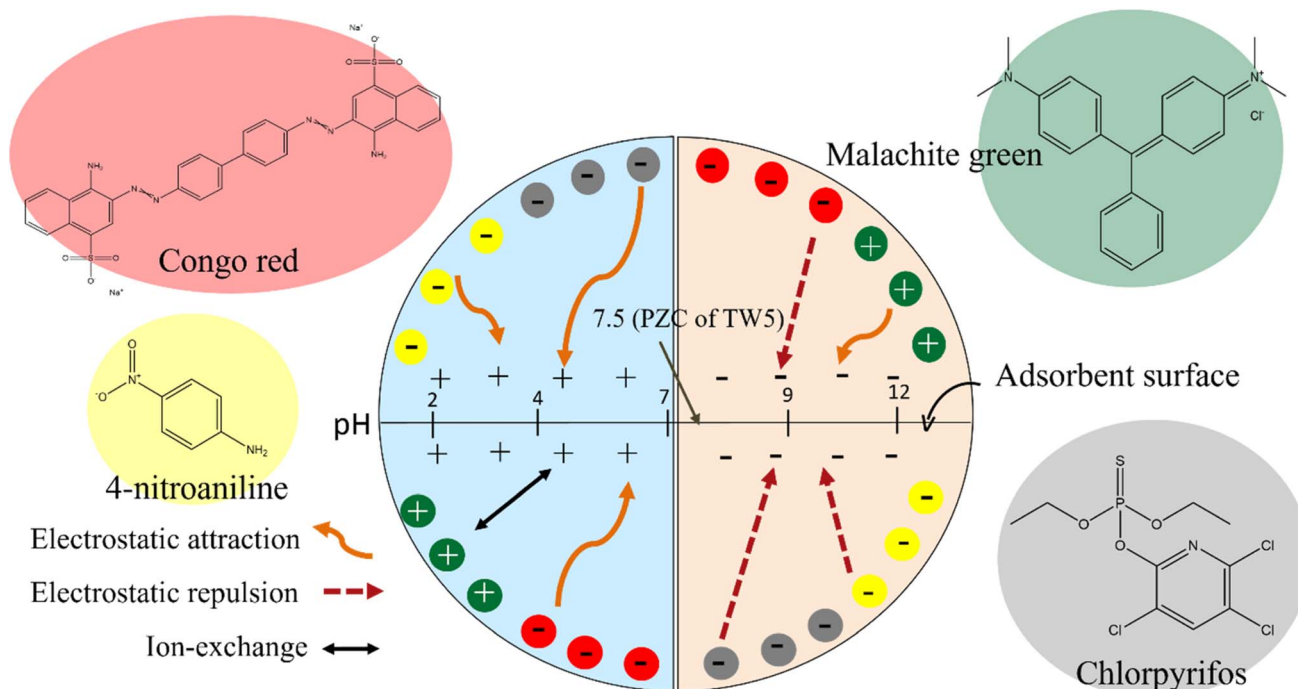 Na⁺
O⁻
O=S=O
N
N
NH₂
NH₂
N
N
O=S=O
O⁻
Na⁺
Congo red
N
N⁺
Cl⁻
Malachite green
O
N⁺
⁻O
NH₂
4-nitroaniline
7.5 (PZC of TW5)
+ + + + - - - -
2 4 7 9 12
pH
+ + + + - - - -
Adsorbent surface
Electrostatic attraction
Electrostatic repulsion
Ion-exchange
S
P
O O
O N Cl
Cl Cl
Chlorpyrifos